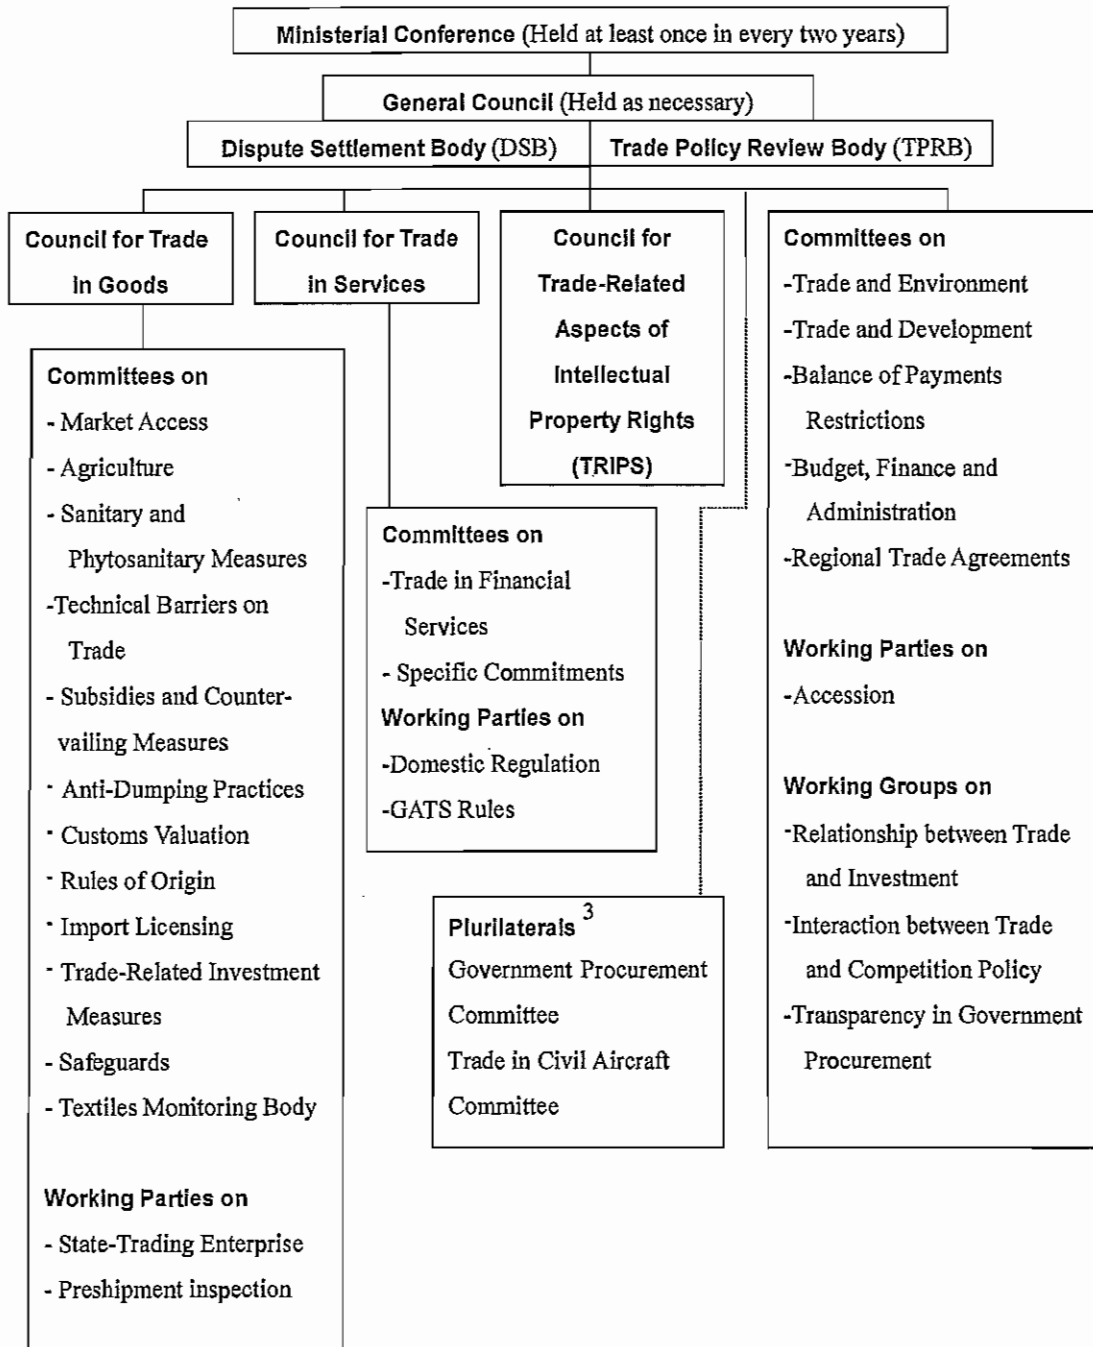 Ministerial Conference (Held at least once in every two years)
General Council (Held as necessary)
Dispute Settlement Body (DSB)
Trade Policy Review Body (TPRB)
Council for Trade
in Goods
Committees on
- Market Access
- Agriculture
- Sanitary and
Phytosanitary Measures
-Technical Barriers on
Trade
- Subsidies and Counter-
vailing Measures
- Anti-Dumping Practices
- Customs Valuation
- Rules of Origin
- Import Licensing
- Trade-Related Investment
Measures
- Safeguards
- Textiles Monitoring Body
Working Parties on
- State-Trading Enterprise
- Preshipment inspection
Council for Trade
in Services
Committees on
-Trade in Financial
Services
- Specific Commitments
Working Parties on
-Domestic Regulation
-GATS Rules
Council for
Trade-Related
Aspects of
Intellectual
Property Rights
(TRIPS)
Plurilaterals 3
Government Procurement
Committee
Trade in Civil Aircraft
Committee
Committees on
-Trade and Environment
-Trade and Development
-Balance of Payments
Restrictions
-Budget, Finance and
Administration
-Regional Trade Agreements
Working Parties on
-Accession
Working Groups on
-Relationship between Trade
and Investment
-Interaction between Trade
and Competition Policy
-Transparency in Government
Procurement